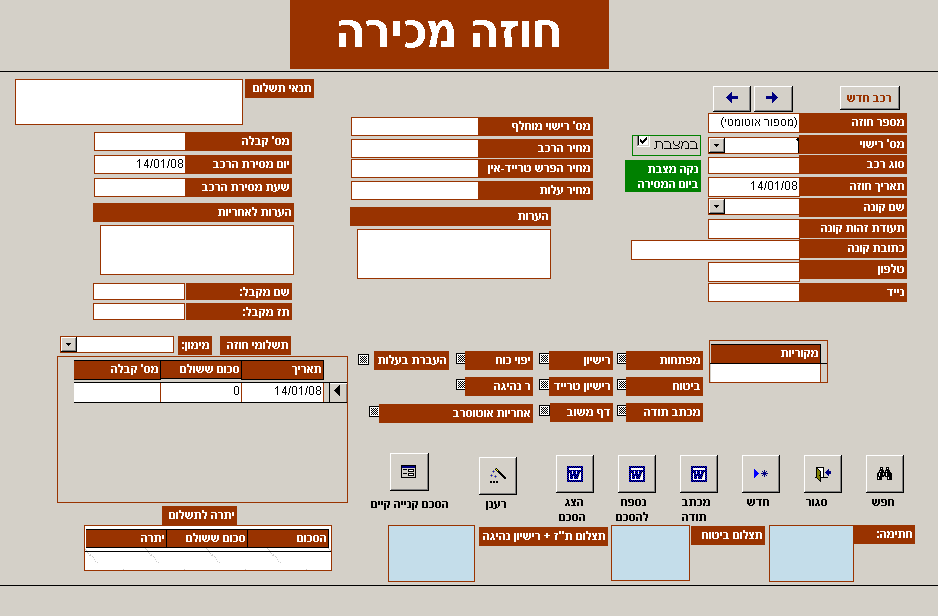 חוזה מכירה
רכב חדש
מספר חוזה
(מספור אוטומטי)
מס' רישוי
סוג רכב
תאריך חוזה
14/01/08
שם קונה
תעודת זהות קונה
כתובת קונה
טלפון
נייד
במצבת
נקה מצבת
ביום המסירה
מס' רישוי מוחלף
מחיר הרכב
מחיר הפרש טרייד-אין
מחיר עלות
הערות
תנאי תשלום
מס' קבלה
יום מסירת הרכב
14/01/08
שעת מסירת הרכב
הערות לאחריות
שם מקבל:
תז מקבל:
תשלומי חוזה
מימון:
תאריך
סכום ששולם
מס' קבלה
14/01/08
0
יתרה לתשלום
הסכום
סכום ששולם
יתרה
מקוריות
מפתחות
רישיון
יפוי כוח
העברת בעלות
ביטוח
רישיון טרייד
ר נהיגה
מכתב תודה
דף משוב
אחריות אוטוסרב
חפש
סגור
חדש
מכתב
תודה
נספח
להסכם
הצג
הסכם
רענן
הסכם קנייה קיים
חתימה:
תצלום ביטוח
תצלום ת"ז + רישיון נהיגה